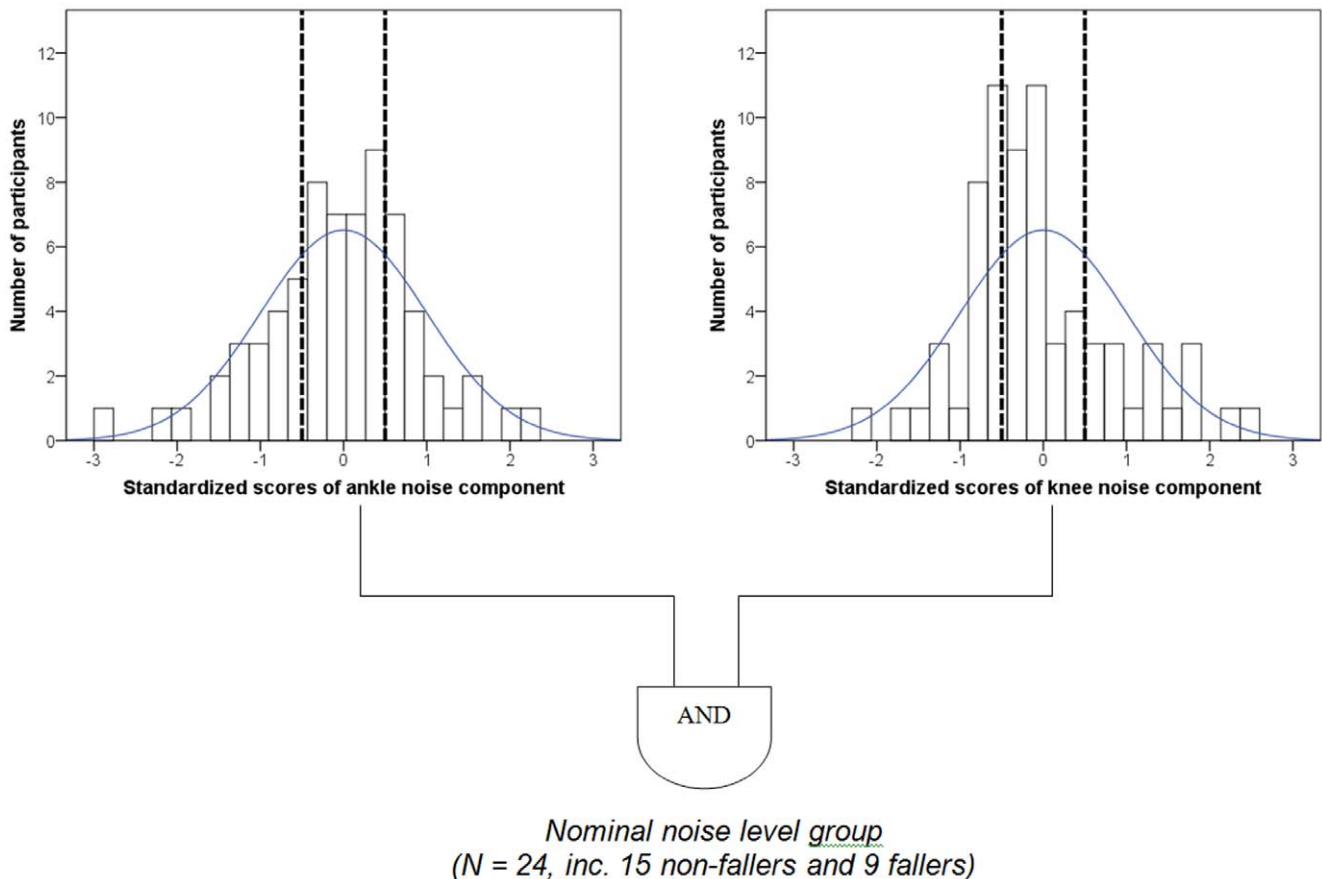 12
10
8
6
4
2
0
Number of participants
-3 -2 -1 0 1 2 3
Standardized scores of ankle noise component
12
10
8
6
4
2
0
Number of participants
-3 -2 -1 0 1 2 3
Standardized scores of knee noise component
AND
Nominal noise level group
(N = 24, inc. 15 non-fallers and 9 fallers)